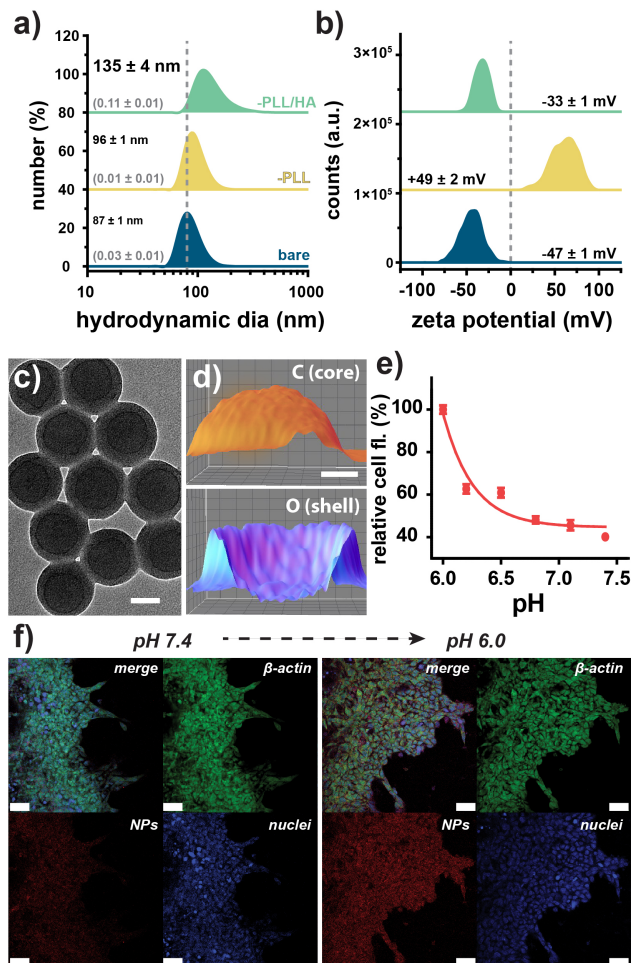 a)
120
100
80
60
40
20
0
number (%)
135 ± 4 nm
(0.11 ± 0.01)
-PLL/HA
96 ± 1 nm
(0.01 ± 0.01)
-PLL
87 ± 1 nm
(0.03 ± 0.01)
bare
10
100
1000
hydrodynamic dia (nm)
b)
3×10⁵
2×10⁵
1×10⁵
0
counts (a.u.)
-33 ± 1 mV
+49 ± 2 mV
-47 ± 1 mV
-100
-50
0
50
100
zeta potential (mV)
c)
d)
C (core)
O (shell)
e)
relative cell fl. (%)
100
80
60
40
6.0
6.5
7.0
7.5
pH
f)
pH 7.4
pH 6.0
merge
β-actin
merge
β-actin
NPs
nuclei
NPs
nuclei